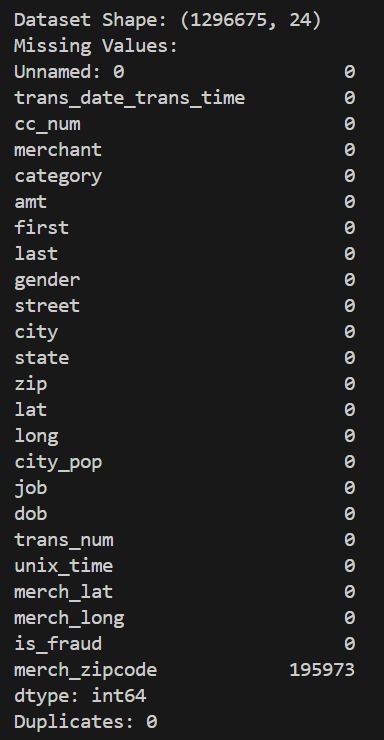 Dataset Shape: (1296675, 24)
Missing Values:
Unnamed: 0 0
trans_date_trans_time 0
cc_num 0
merchant 0
category 0
amt 0
first 0
last 0
gender 0
street 0
city 0
state 0
zip 0
lat 0
long 0
city_pop 0
job 0
dob 0
trans_num 0
unix_time 0
merch_lat 0
merch_long 0
is_fraud 0
merch_zipcode 195973
dtype: int64
Duplicates: 0